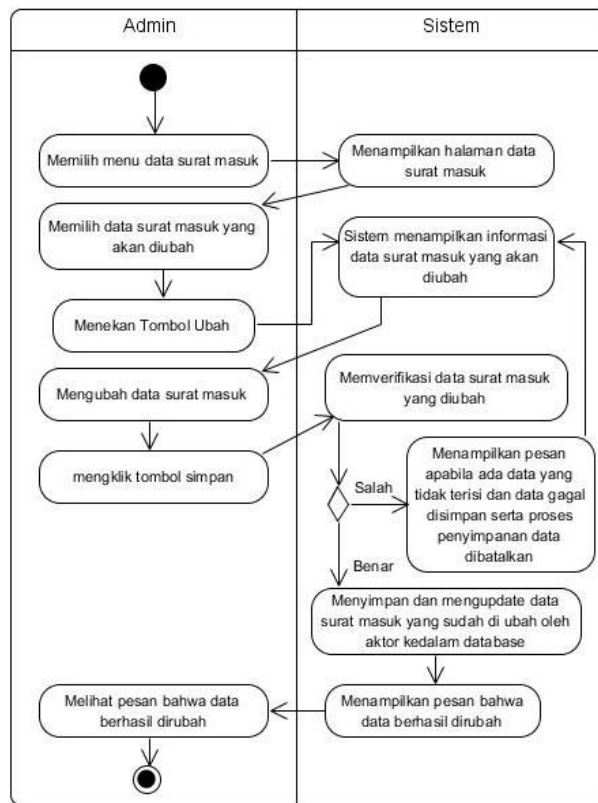 Admin
Sistem
Memilih menu data surat masuk
Menampilkan halaman data
surat masuk
Memilih data surat masuk yang
akan diubah
Sistem menampilkan informasi
data surat masuk yang akan
diubah
Menekan Tombol Ubah
Mengubah data surat masuk
Memverifikasi data surat masuk
yang diubah
mengklik tombol simpan
Salah
Menampilkan pesan
apabila ada data yang
tidak terisi dan data gagal
disimpan serta proses
penyimpanan data
dibatalkan
Benar
Menyimpan dan mengupdate data
surat masuk yang sudah di ubah oleh
aktor kedalam database
Melihat pesan bahwa data
berhasil dirubah
Menampilkan pesan bahwa
data berhasil dirubah